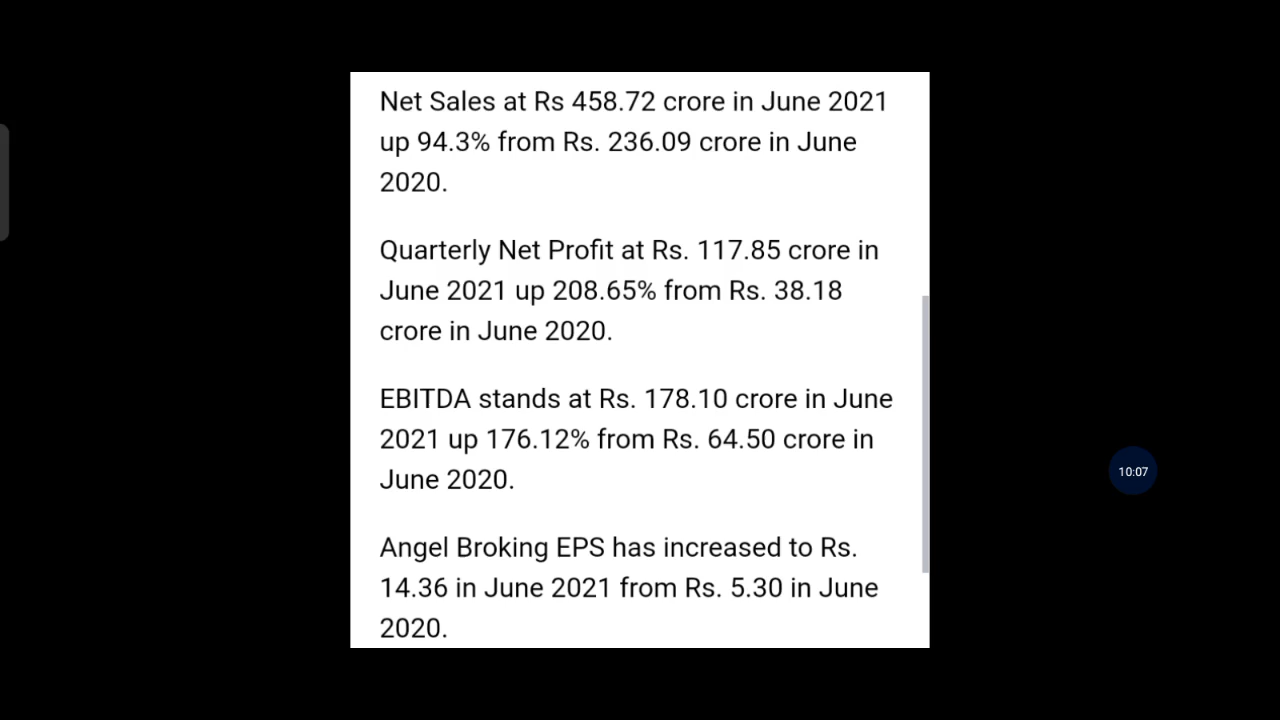 Net Sales at Rs 458.72 crore in June 2021
up 94.3% from Rs. 236.09 crore in June
2020.
Quarterly Net Profit at Rs. 117.85 crore in
June 2021 up 208.65% from Rs. 38.18
crore in June 2020.
EBITDA stands at Rs. 178.10 crore in June
2021 up 176.12% from Rs. 64.50 crore in
June 2020.
10:07
Angel Broking EPS has increased to Rs.
14.36 in June 2021 from Rs. 5.30 in June
2020.